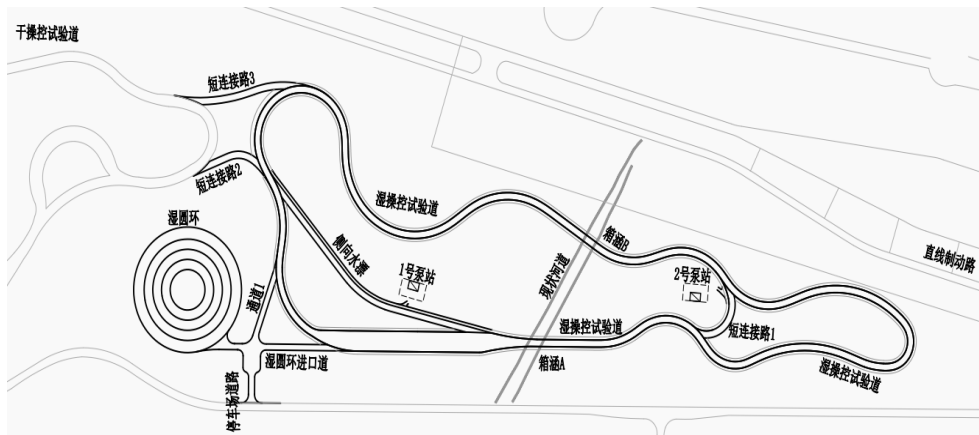 干操控试验道
短连接路3
短连接路2
湿圆环
湿操控试验道
侧向水漂
1号泵站
现状河道
箱涵B
2号泵站
直线制动路
通道1
湿圆环进口道
停车场道路
湿操控试验道
箱涵A
短连接路1
湿操控试验道